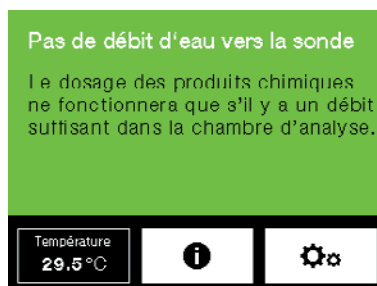 Pas de débit d'eau vers la sonde
Le dosage des produits chimiques
ne fonctionnera que s'il y a un débit
suffisant dans la chambre d'analyse.
Température
29.5°C